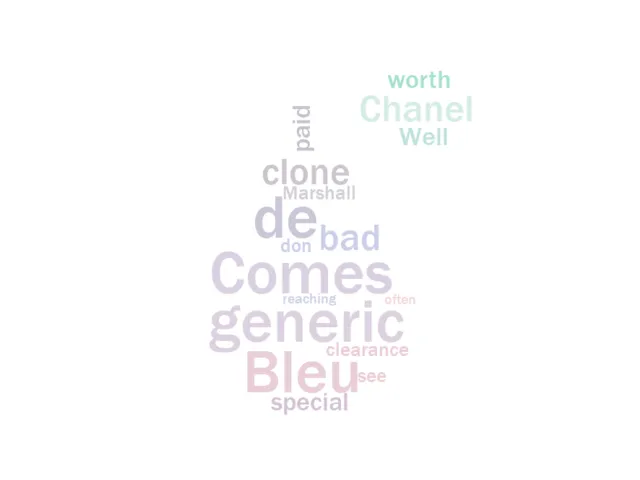 worth
Chanel
paid
Well
clone
Marshall
de
bad
don
Comes
reaching
often
generic
clearance
Bleu
see
special